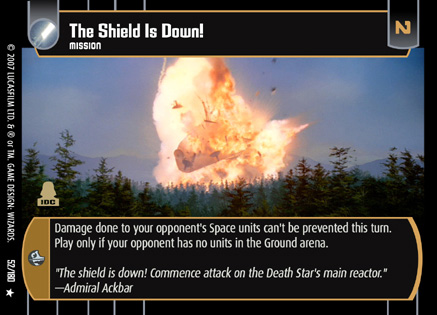 The Shield Is Down!
MISSION
N
© 2007 LUCASFILM LTD. & ® or TM. GAME DESIGN: WIZARDS.
52/180
IDC
Damage done to your opponent's Space units can't be prevented this turn.
Play only if your opponent has no units in the Ground arena.
"The shield is down! Commence attack on the Death Star's main reactor."
—Admiral Ackbar